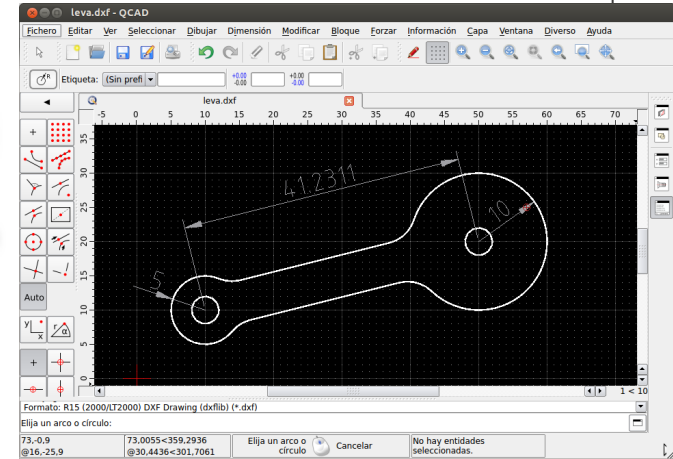 leva.dxf - QCAD
Fichero Editar Ver Seleccionar Dibujar Dimensión Modificar Bloque Forzar Información Capa Ventana Diverso Ayuda
Etiqueta: (Sin prefi +0.00 -0.00 +0.00 -0.00
leva.dxf
-5 0 5 10 15 20 25 30 35 40 45 50 55 60 65 70
35
30
25
20
15
10
5
0
41.2311
10
5
Auto
y x
r α
1 < 10
Formato: R15 (2000/LT2000) DXF Drawing (dxflib) (*.dxf)
Elija un arco o círculo:
73,-0,9 73,0055<359,2936 Elija un arco o Cancelar No hay entidades
@16,-25,9 @30,4436<301,7061 círculo seleccionadas.